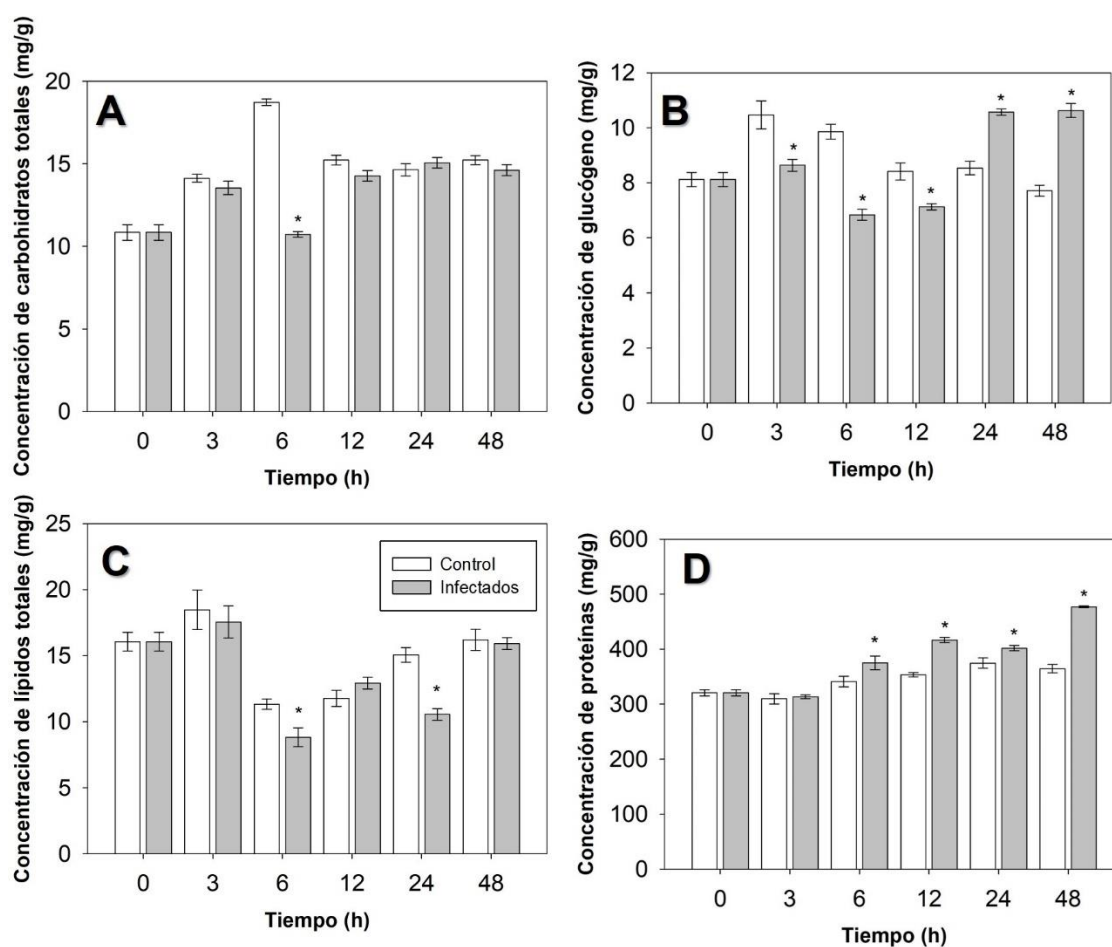 A
Concentración de carbohidratos totales (mg/g)
20
15
10
5
0
*
0 3 6 12 24 48
Tiempo (h)
B
Concentración de glucógeno (mg/g)
12
10
8
6
4
2
0
* * * * *
0 3 6 12 24 48
Tiempo (h)
C
Concentración de lípidos totales (mg/g)
25
20
15
10
5
0
Control
Infectados
* *
0 3 6 12 24 48
Tiempo (h)
D
Concentración de proteínas (mg/g)
600
500
400
300
200
100
0
* * * *
0 3 6 12 24 48
Tiempo (h)